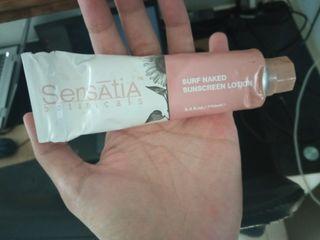 SensatiA
botanicals
SURF NAKED
SUNSCREEN LOTION